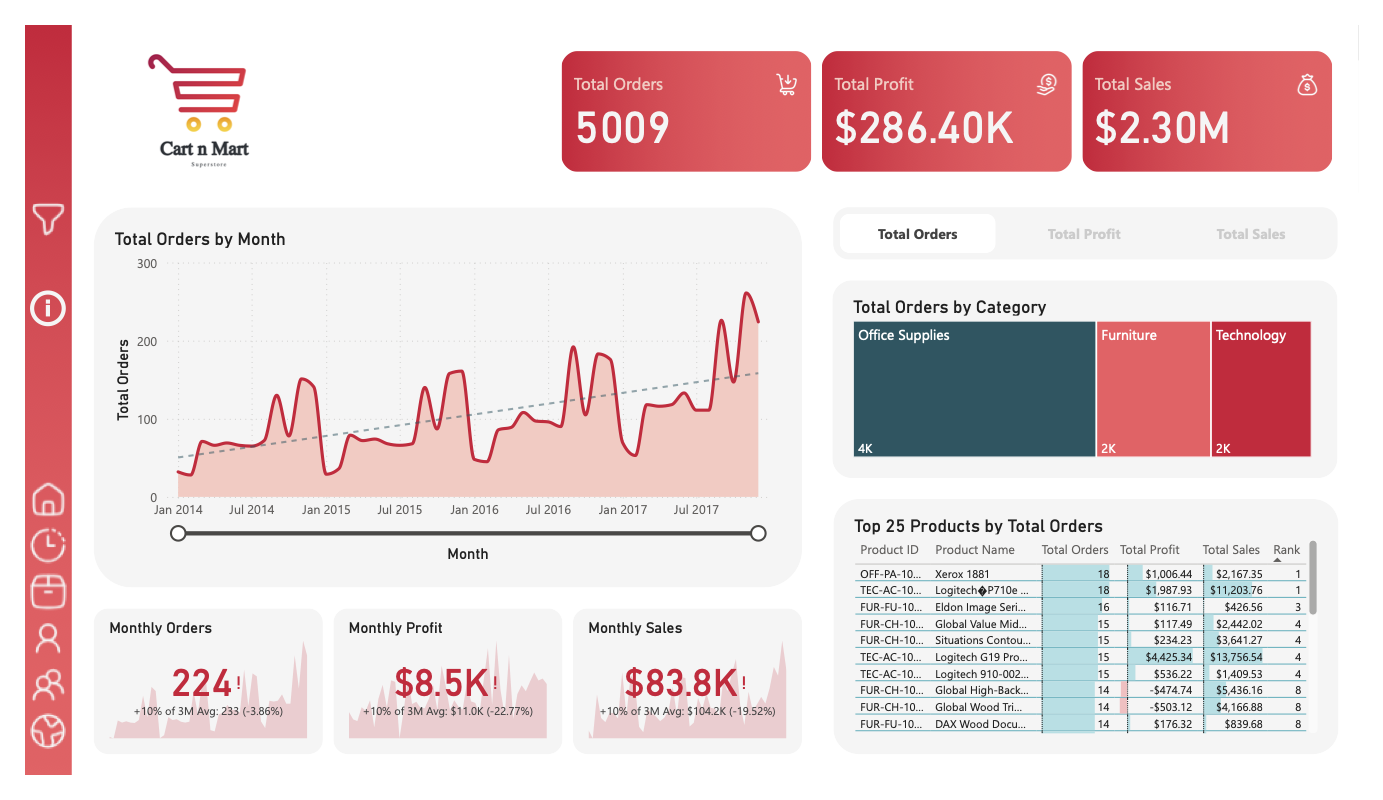 Cart n Mart
Superstore
Total Orders
5009
Total Profit
$286.40K
Total Sales
$2.30M
Total Orders by Month
Total Orders
300
200
100
0
Jan 2014 Jul 2014 Jan 2015 Jul 2015 Jan 2016 Jul 2016 Jan 2017 Jul 2017
Month
Monthly Orders
224!
+10% of 3M Avg: 233 (-3.86%)
Monthly Profit
$8.5K!
+10% of 3M Avg: $11.0K (-22.77%)
Monthly Sales
$83.8K!
+10% of 3M Avg: $104.2K (-19.52%)
Total Orders Total Profit Total Sales
Total Orders by Category
Office Supplies Furniture Technology
4K 2K 2K
Top 25 Products by Total Orders
Product ID Product Name Total Orders Total Profit Total Sales Rank
OFF-PA-10... Xerox 1881 18 $1,006.44 $2,167.35 1
TEC-AC-10... Logitech�P710e ... 18 $1,987.93 $11,203.76 1
FUR-FU-10... Eldon Image Seri... 16 $116.71 $426.56 3
FUR-CH-10... Global Value Mid... 15 $117.49 $2,442.02 4
FUR-CH-10... Situations Contou... 15 $234.23 $3,641.27 4
TEC-AC-10... Logitech G19 Pro... 15 $4,425.34 $13,756.54 4
TEC-AC-10... Logitech 910-002... 15 $536.22 $1,409.53 4
FUR-CH-10... Global High-Back... 14 -$474.74 $5,436.16 8
FUR-CH-10... Global Wood Tri... 14 -$503.12 $4,166.88 8
FUR-FU-10... DAX Wood Docu... 14 $176.32 $839.68 8